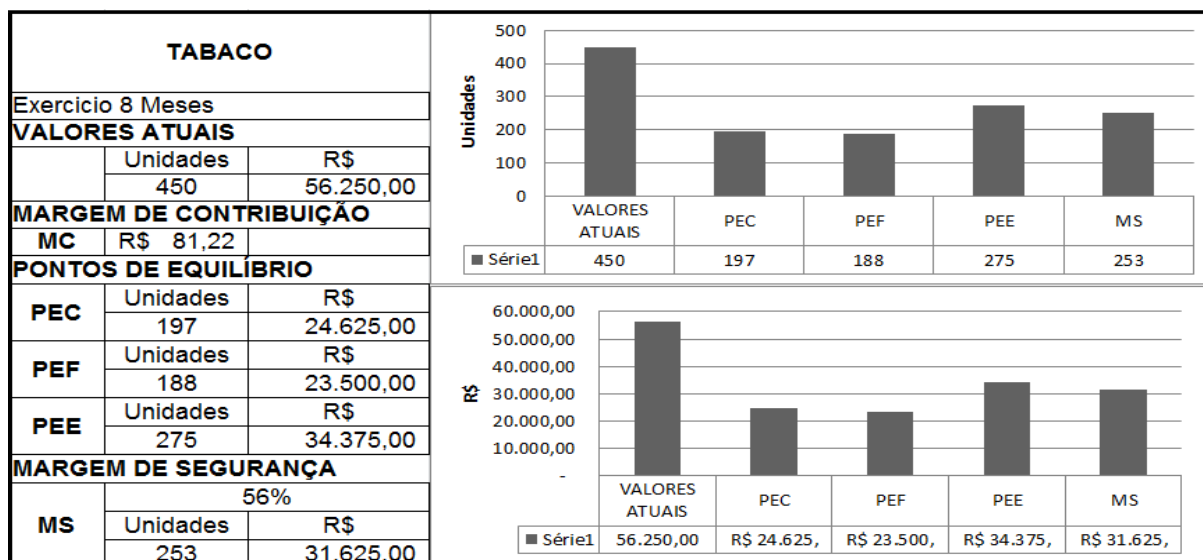 TABACO
Exercicio 8 Meses
VALORES ATUAIS
Unidades R$
450 56.250,00
MARGEM DE CONTRIBUIÇÃO
MC R$ 81,22
PONTOS DE EQUILÍBRIO
PEC Unidades R$
197 24.625,00
PEF Unidades R$
188 23.500,00
PEE Unidades R$
275 34.375,00
MARGEM DE SEGURANÇA
MS 56%
Unidades R$
253 31.625,00
Unidades
500
400
300
200
100
0
VALORES ATUAIS PEC PEF PEE MS
Série1 450 197 188 275 253
R$
60.000,00
50.000,00
40.000,00
30.000,00
20.000,00
10.000,00
-
VALORES ATUAIS PEC PEF PEE MS
Série1 56.250,00 R$ 24.625, R$ 23.500, R$ 34.375, R$ 31.625,